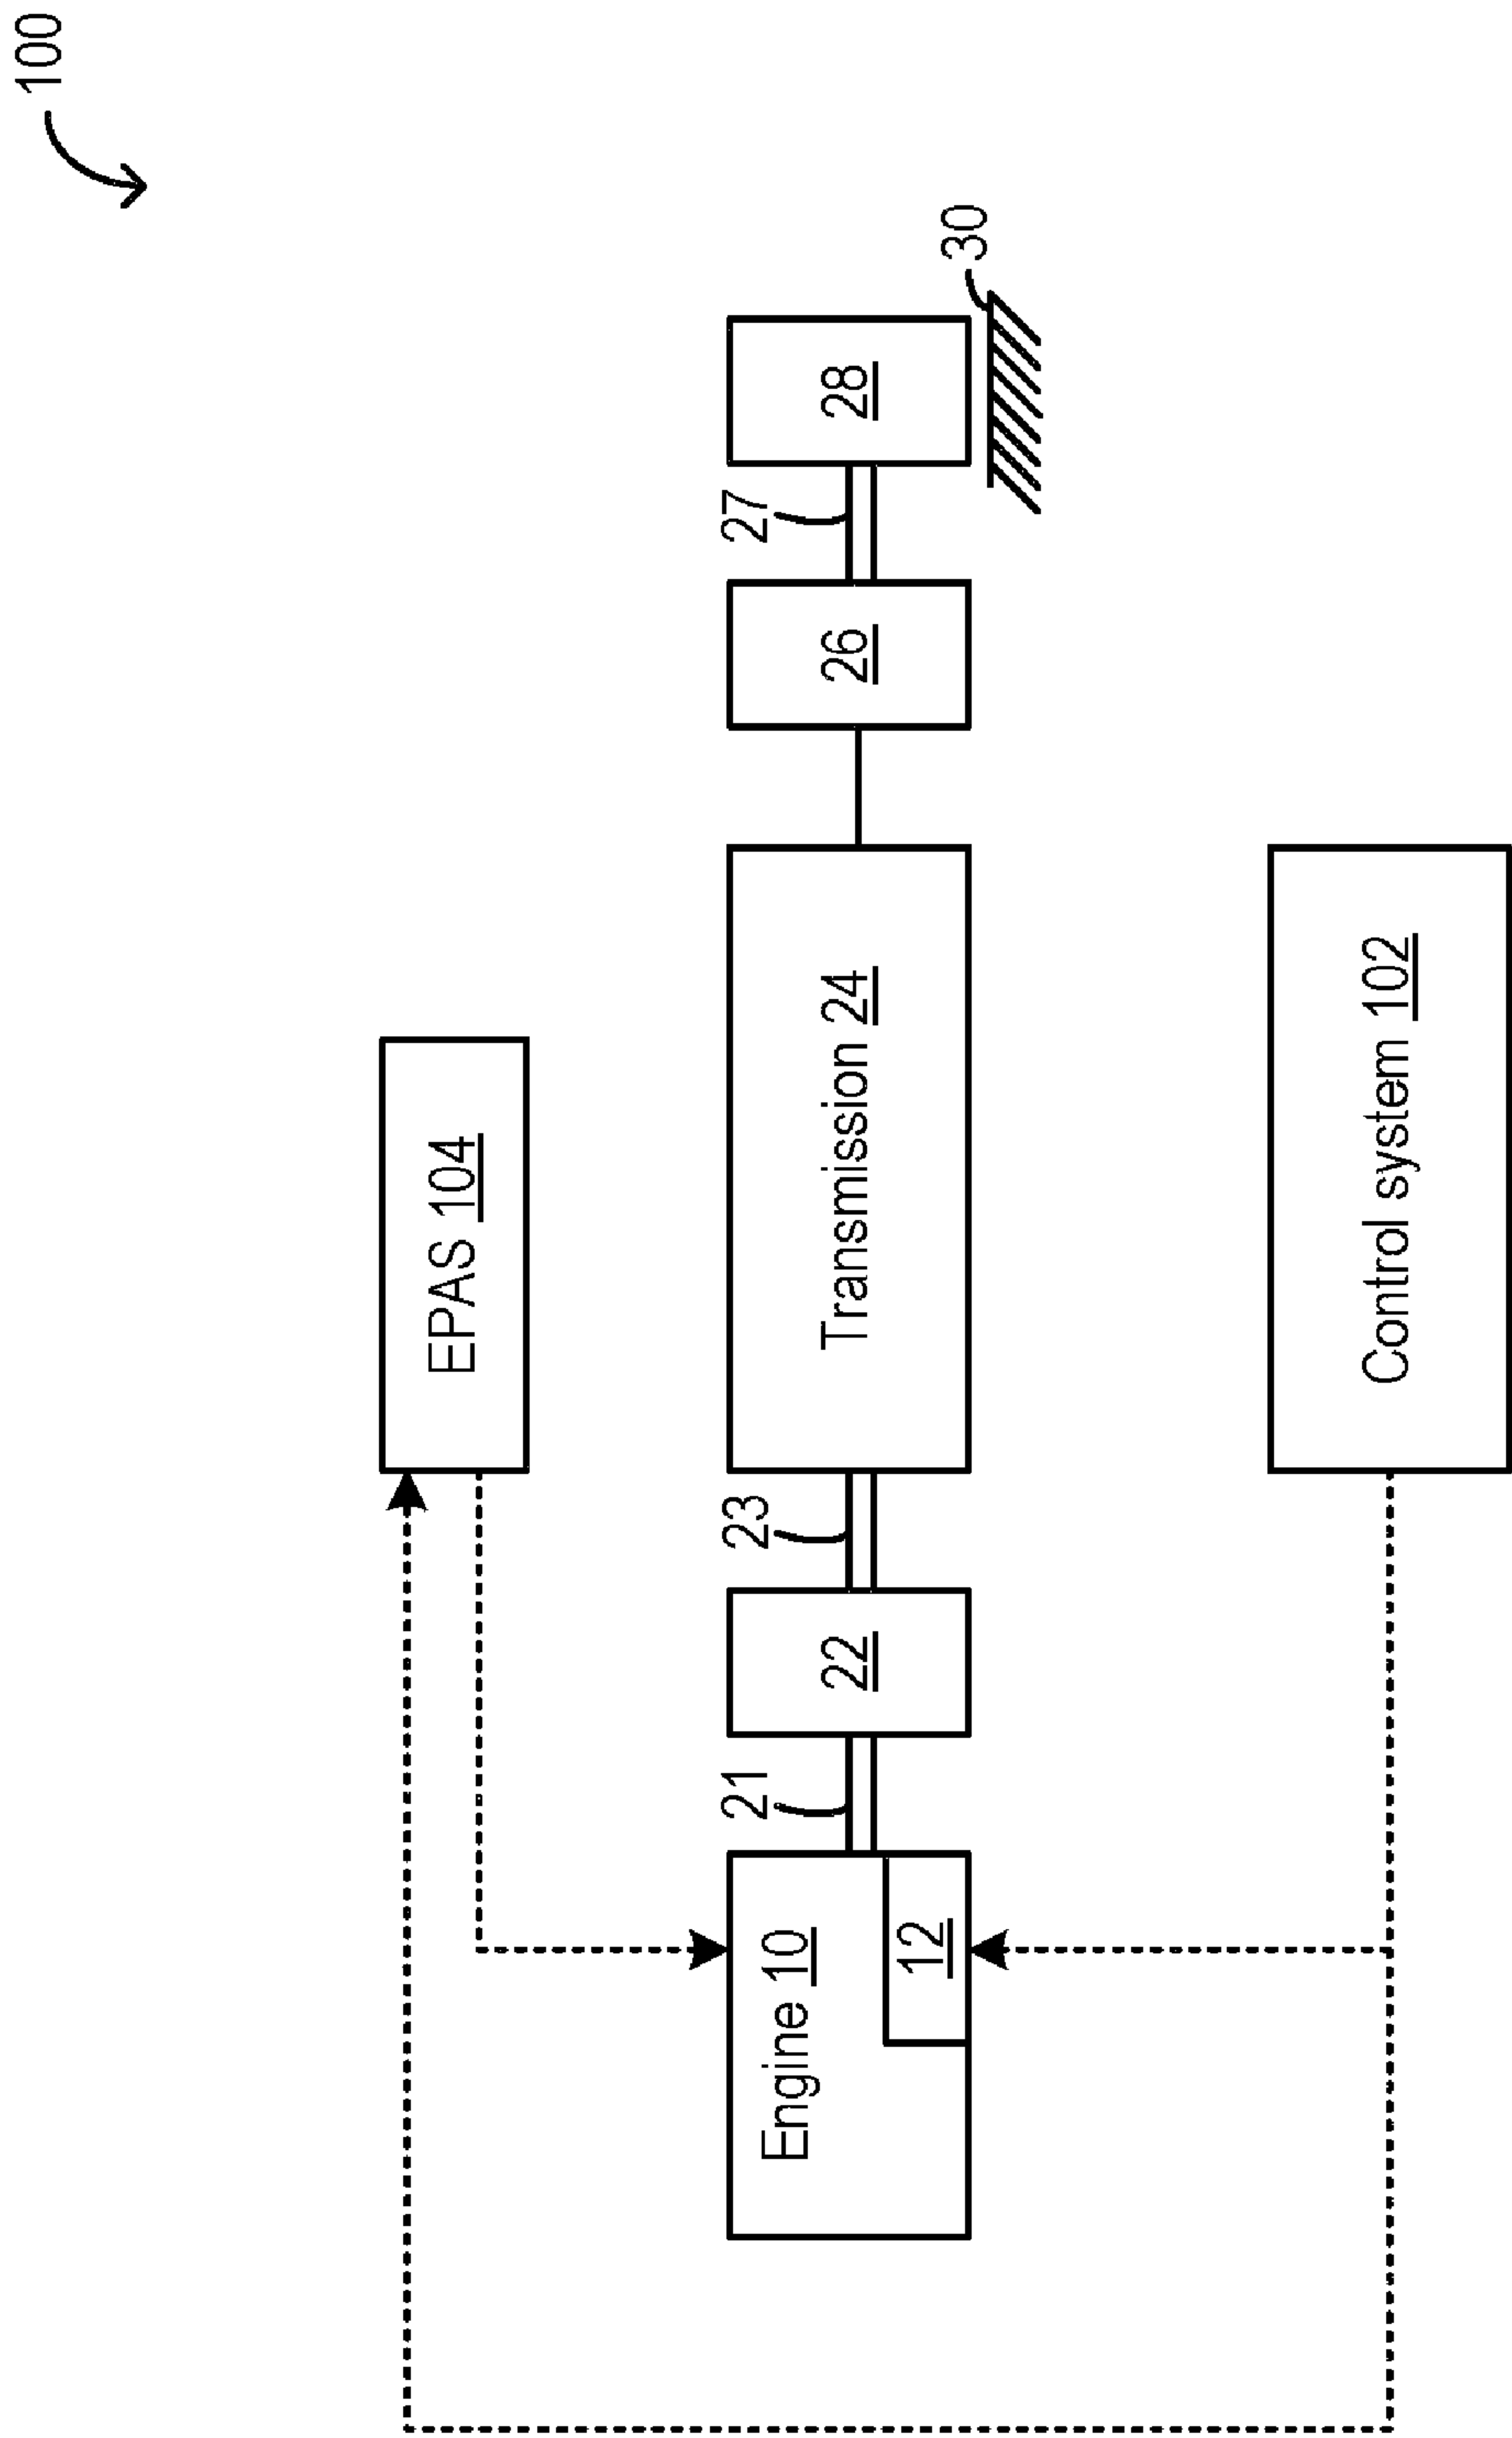 100
EPAS 104
Engine 10
12
21
22
23
Transmission 24
26
27
28
30
Control system 102